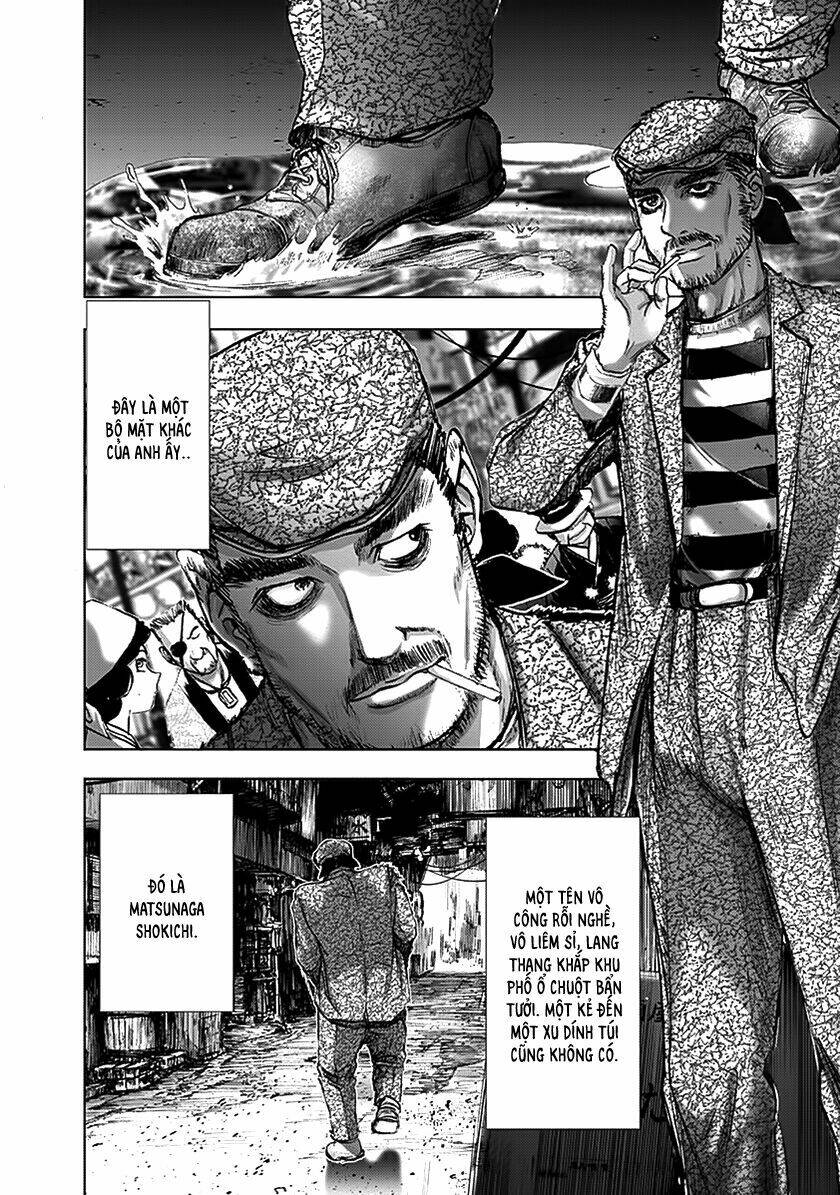 ĐÂY LÀ MỘT
BỘ MẶT KHÁC
CỦA ANH ẤY..
MỘT TÊN VÔ
CÔNG RỖI NGHỀ,
VÔ LIÊM SỈ, LANG
THANG KHẮP KHU
PHỐ Ổ CHUỘT BẨN
TƯỞI. MỘT KẺ ĐẾN
MỘT XU DÍNH TÚI
CŨNG KHÔNG CÓ.
ĐÓ LÀ
MATSUNAGA
SHOKICHI.